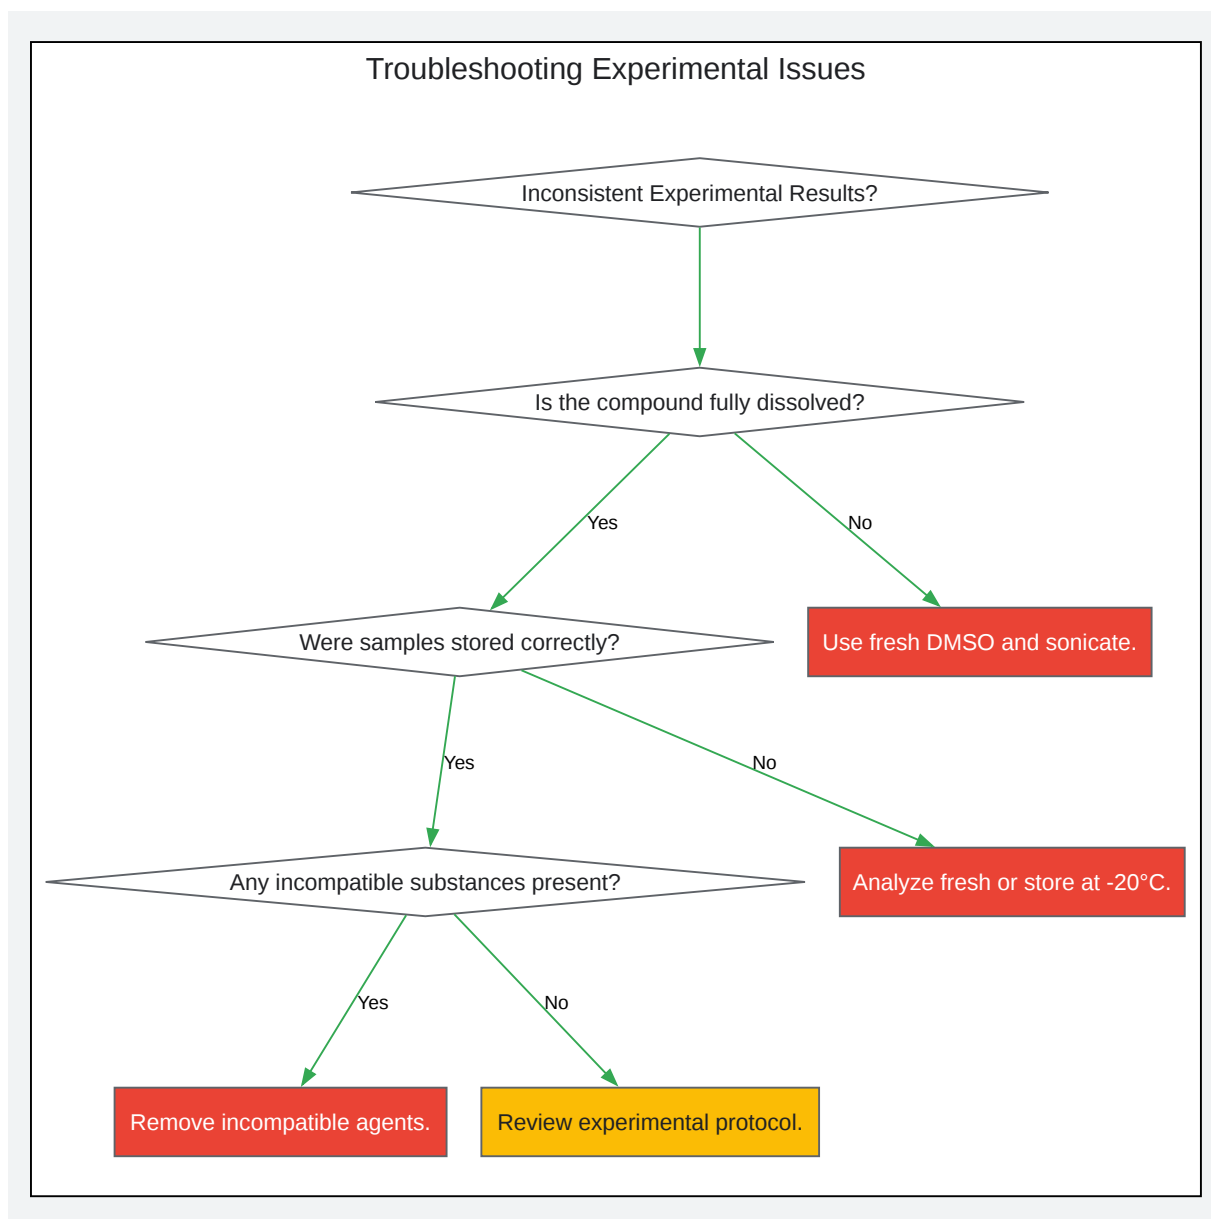 Troubleshooting Experimental Issues
Inconsistent Experimental Results?
Is the compound fully dissolved?
Yes
No
Were samples stored correctly?
Use fresh DMSO and sonicate.
Yes
No
Any incompatible substances present?
Analyze fresh or store at -20°C.
Yes
No
Remove incompatible agents.
Review experimental protocol.